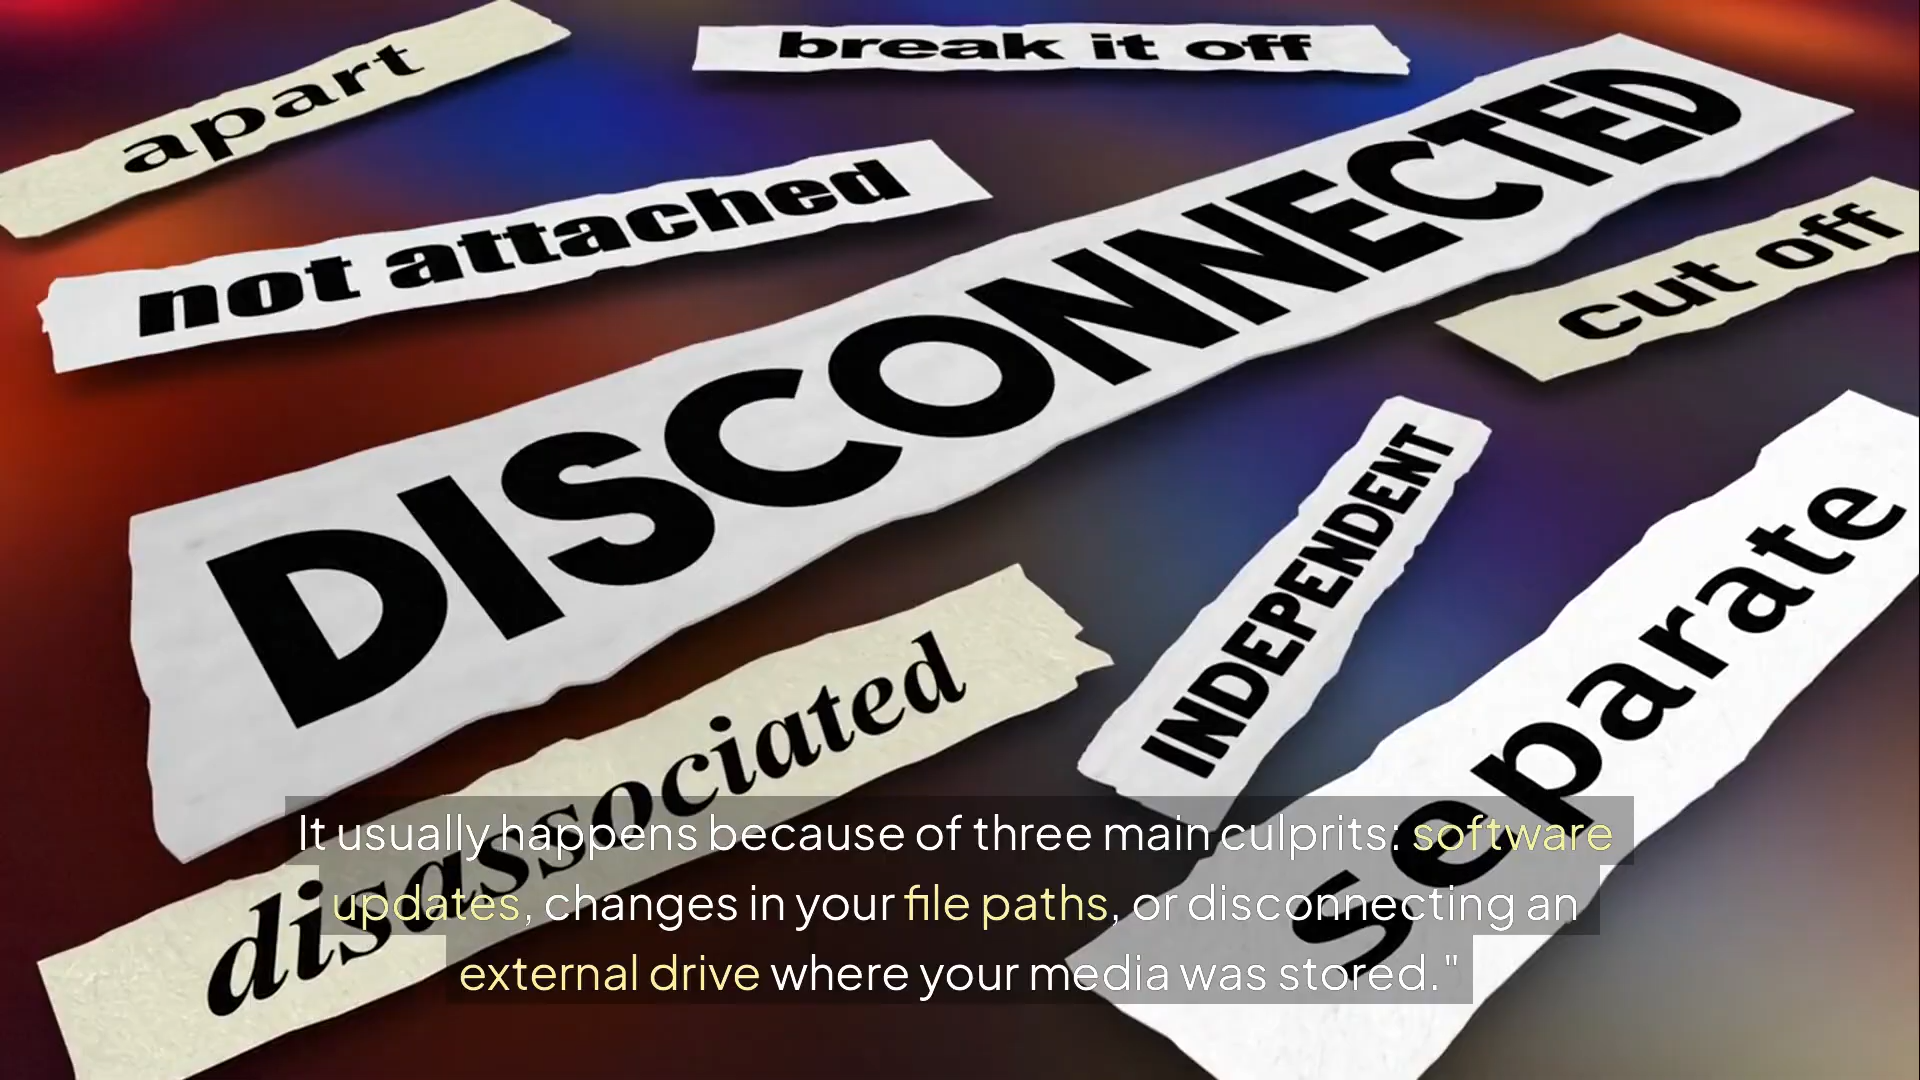 apart
break it off
not attached
DISCONNECTED
cut off
INDEPENDENT
separate
disassociated
It usually happens because of three main culprits: software
updates, changes in your file paths, or disconnecting an
external drive where your media was stored."